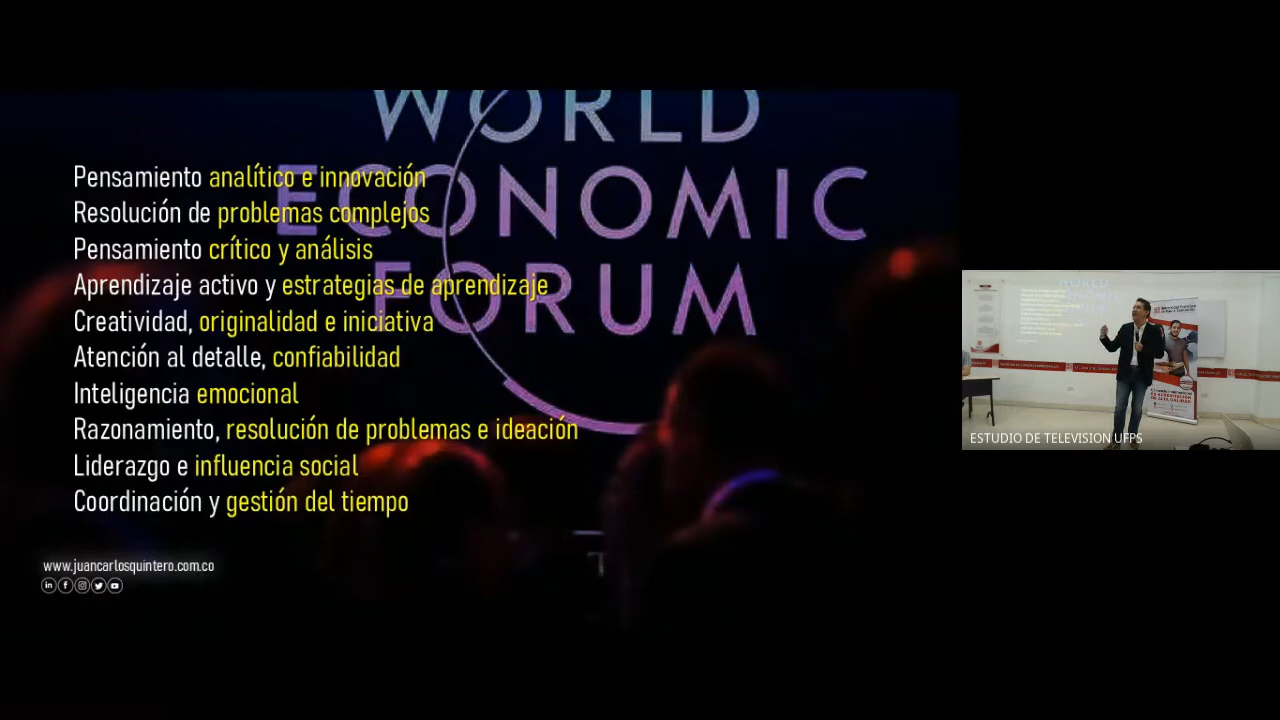 WORLD
ECONOMIC
FORUM
Pensamiento analítico e innovación
Resolución de problemas complejos
Pensamiento crítico y análisis
Aprendizaje activo y estrategias de aprendizaje
Creatividad, originalidad e iniciativa
Atención al detalle, confiabilidad
Inteligencia emocional
Razonamiento, resolución de problemas e ideación
Liderazgo e influencia social
Coordinación y gestión del tiempo
www.juancarlosquintero.com.co
ESTUDIO DE TELEVISION UFPS